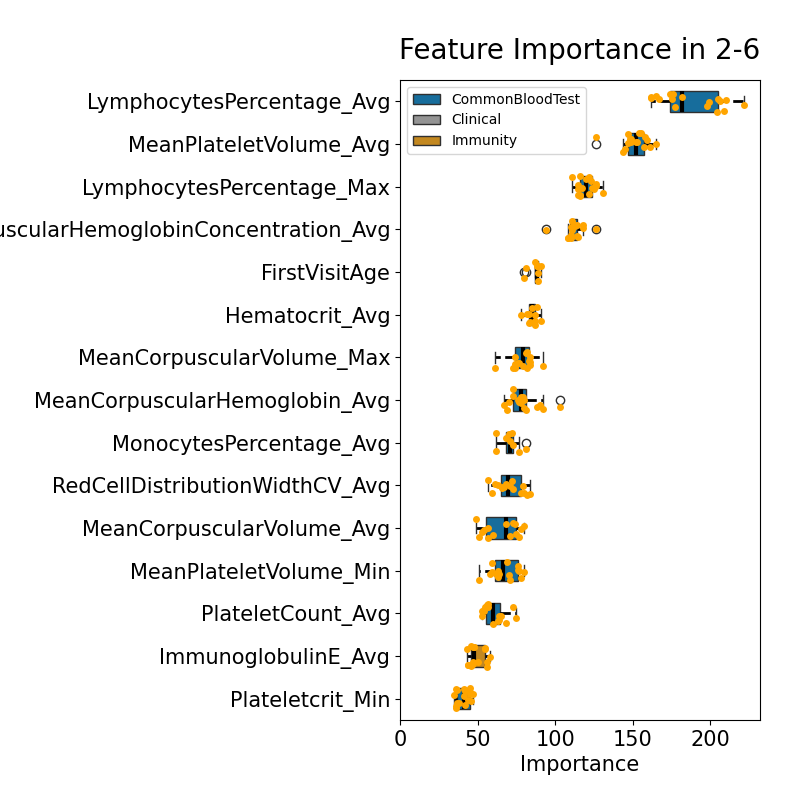 Feature Importance in 2-6
CommonBloodTest
Clinical
Immunity
LymphocytesPercentage_Avg
MeanPlateletVolume_Avg
LymphocytesPercentage_Max
uscularHemoglobinConcentration_Avg
FirstVisitAge
Hematocrit_Avg
MeanCorpuscularVolume_Max
MeanCorpuscularHemoglobin_Avg
MonocytesPercentage_Avg
RedCellDistributionWidthCV_Avg
MeanCorpuscularVolume_Avg
MeanPlateletVolume_Min
PlateletCount_Avg
ImmunoglobulinE_Avg
Plateletcrit_Min
0 50 100 150 200
Importance